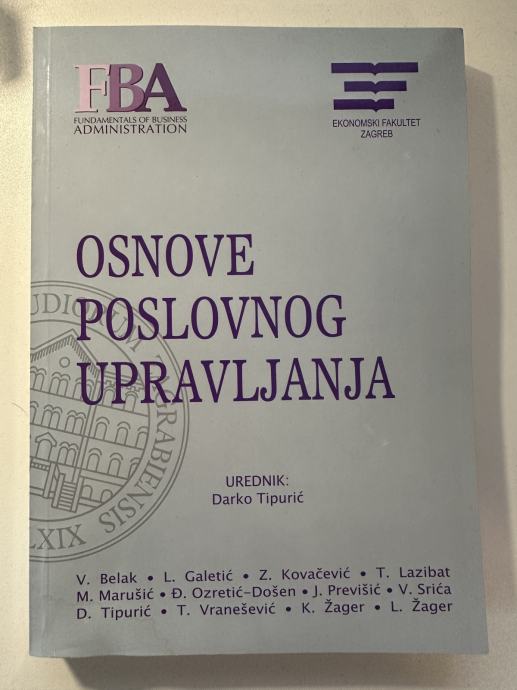 FBA
FUNDAMENTALS OF BUSINESS
ADMINISTRATION
EKONOMSKI FAKULTET
ZAGREB
OSNOVE
POSLOVNOG
UPRAVLJANJA
UREDNIK:
Darko Tipurić
V. Belak • L. Galetić • Z. Kovačević • T. Lazibat
M. Marušić • Đ. Ozretić-Došen • J. Previšić • V. Srića
D. Tipurić • T. Vranešević • K. Žager • L. Žager